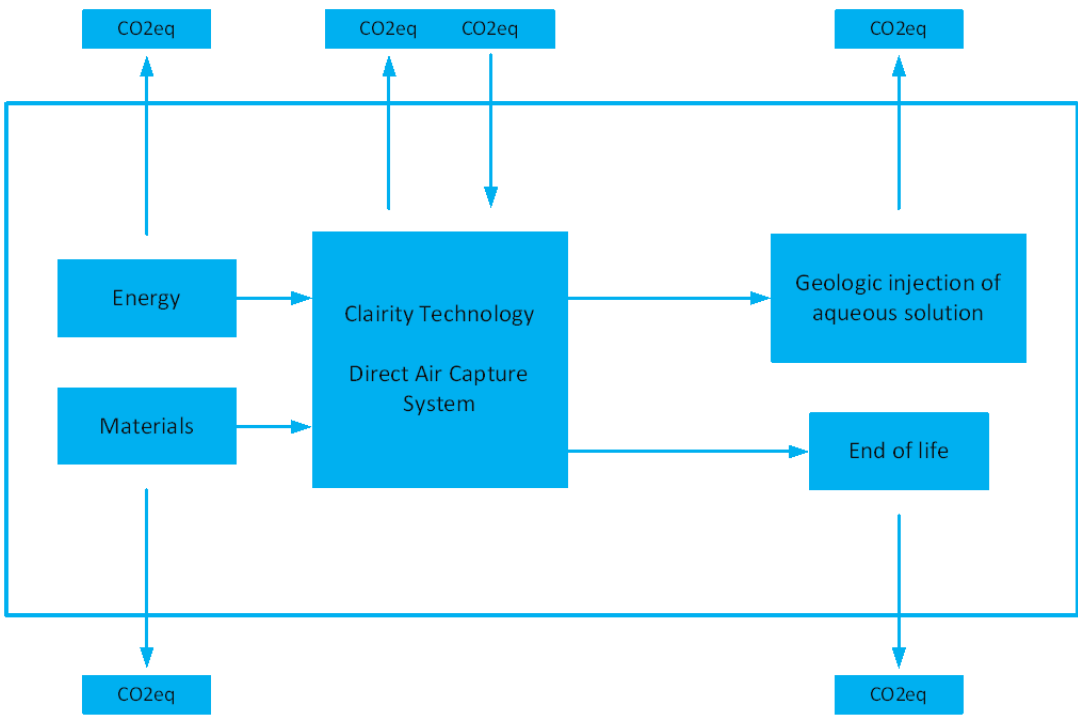 CO2eq
CO2eq
CO2eq
CO2eq
Energy
Materials
Clairity Technology
Direct Air Capture
System
Geologic injection of
aqueous solution
End of life
CO2eq
CO2eq